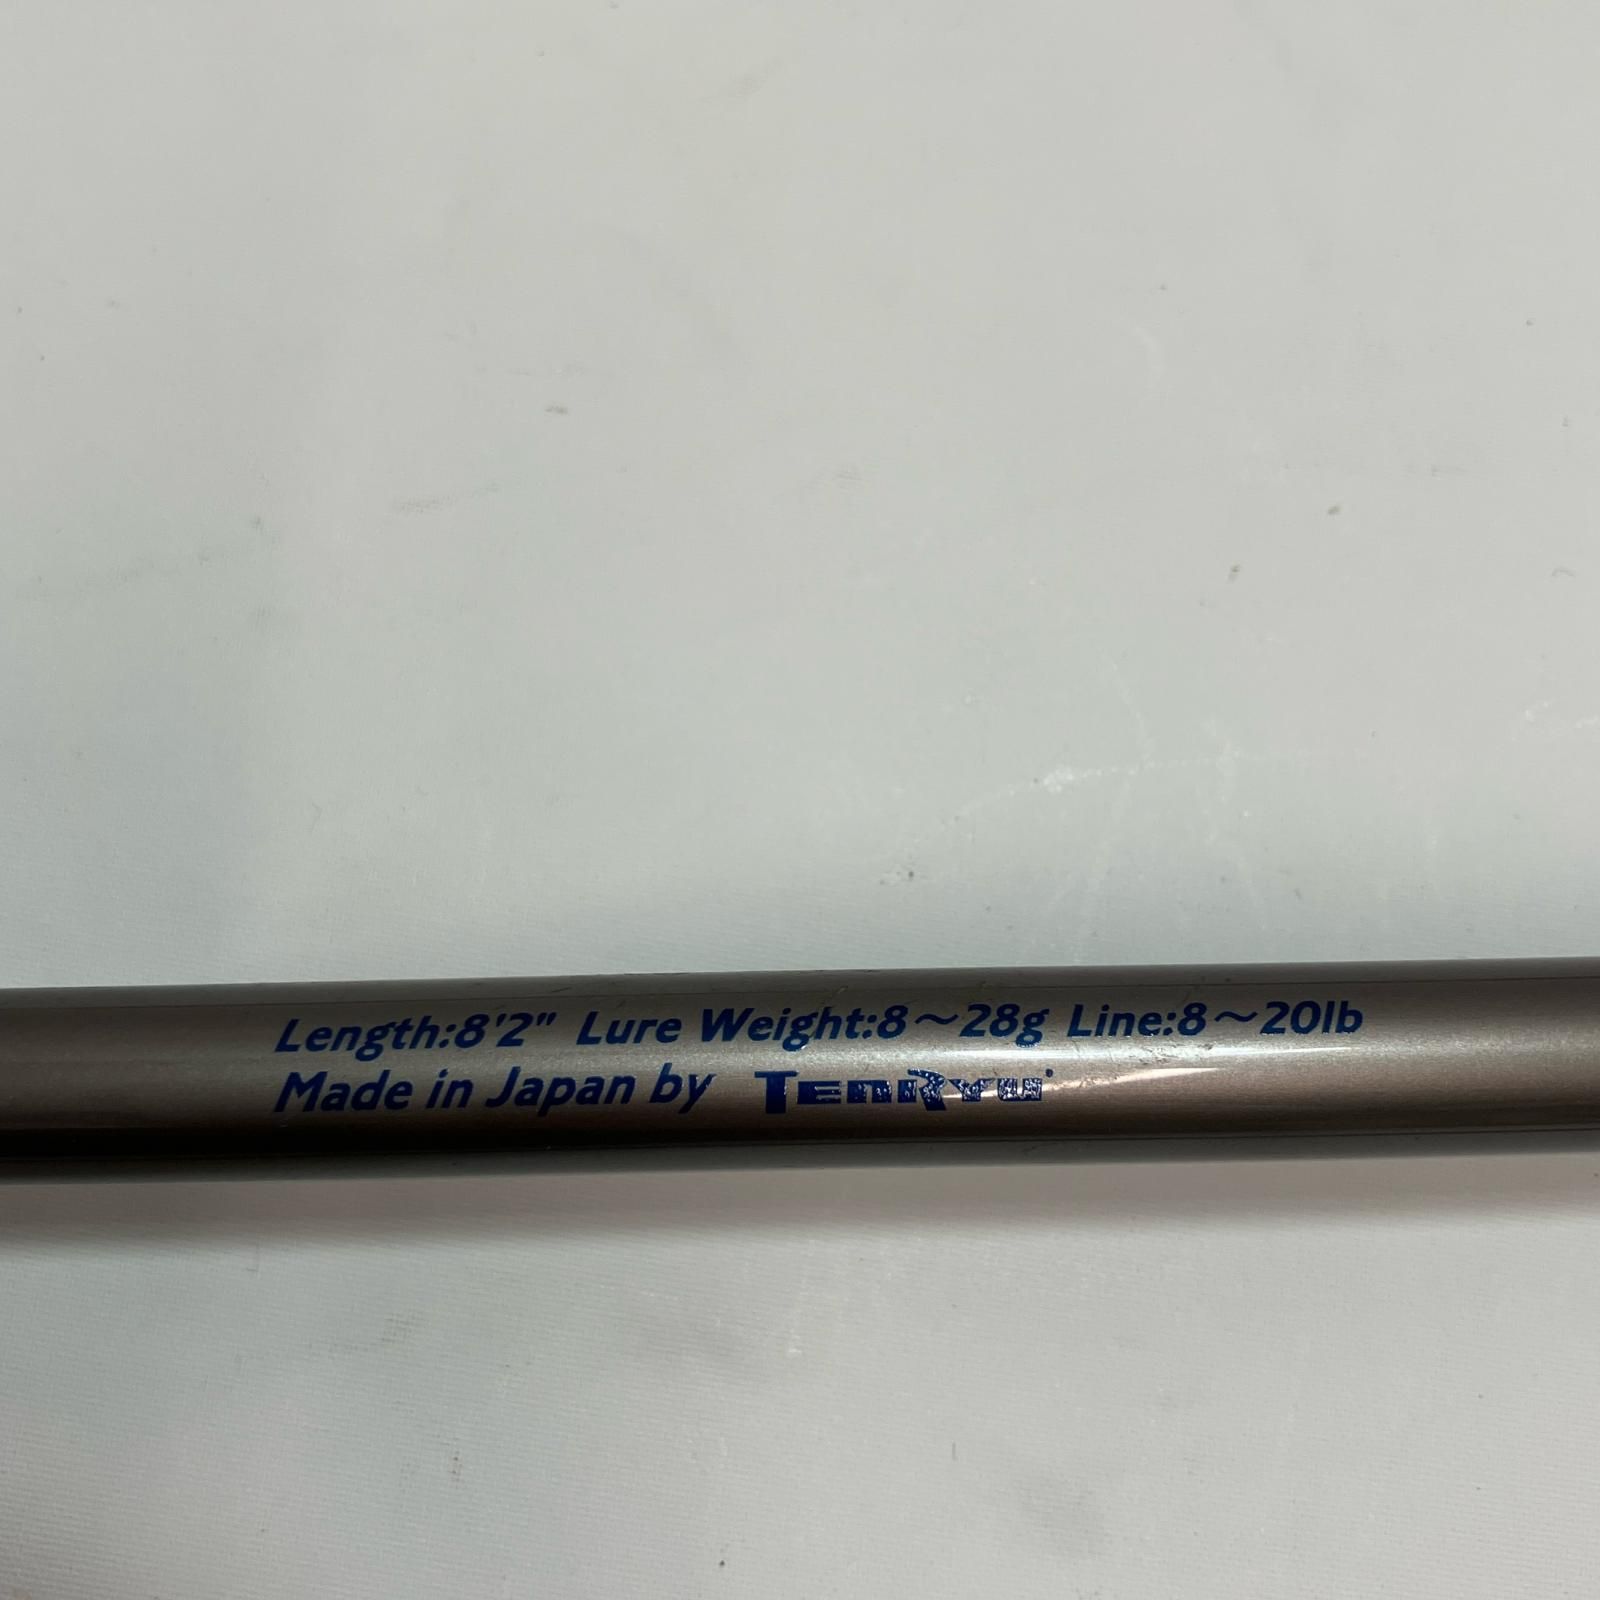 Length:8'2" Lure Weight:8～28g Line:8～20lb
Made in Japan by TENRYU